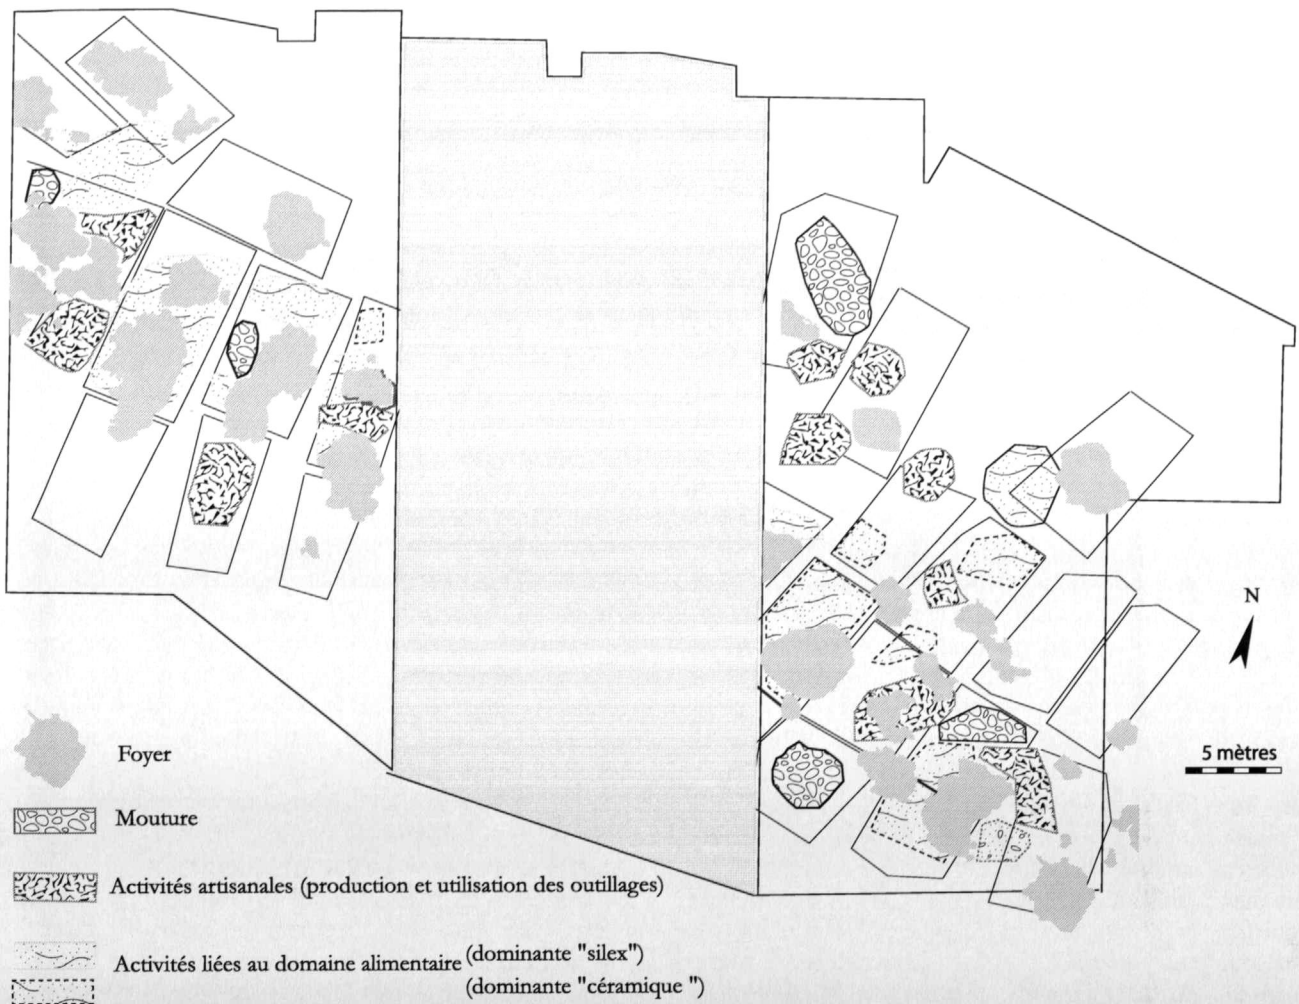 N
5 mètres
Foyer
Mouture
Activités artisanales (production et utilisation des outillages)
Activités liées au domaine alimentaire (dominante "silex")
(dominante "céramique ")